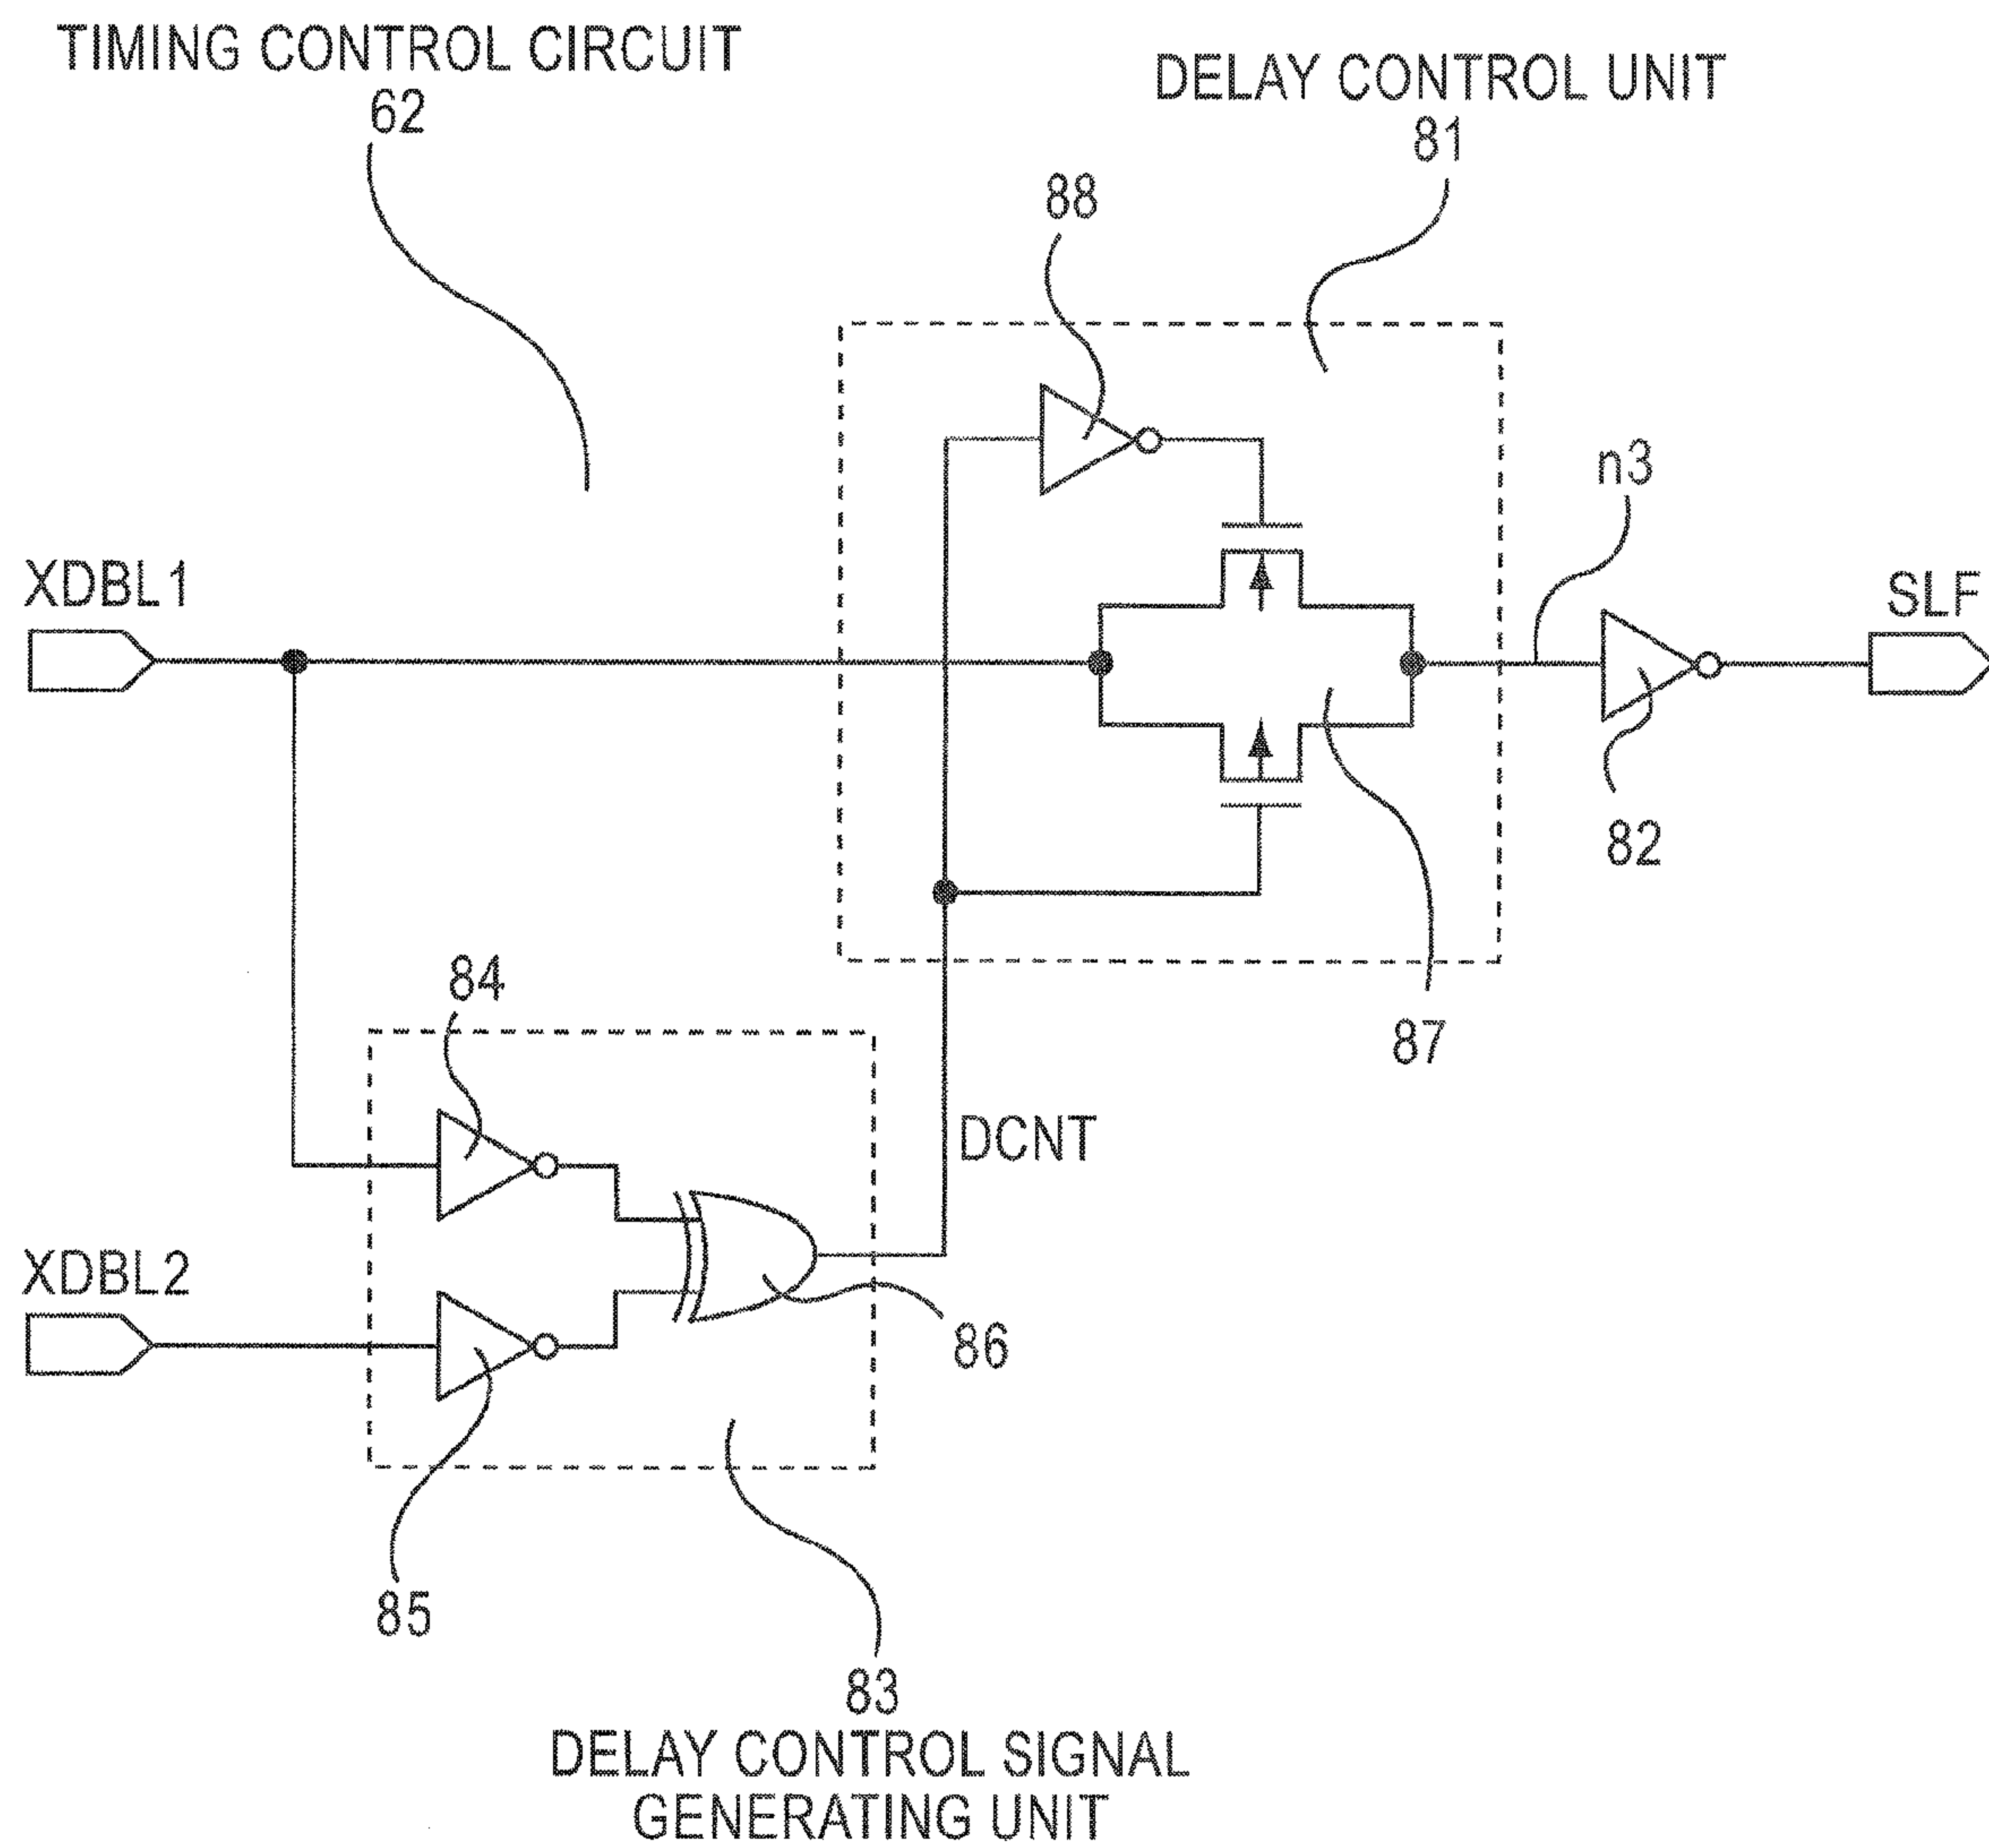 TIMING CONTROL CIRCUIT
62
DELAY CONTROL UNIT
81
88
n3
XDBL1
SLF
82
84
87
DCNT
XDBL2
86
85
83
DELAY CONTROL SIGNAL
GENERATING UNIT